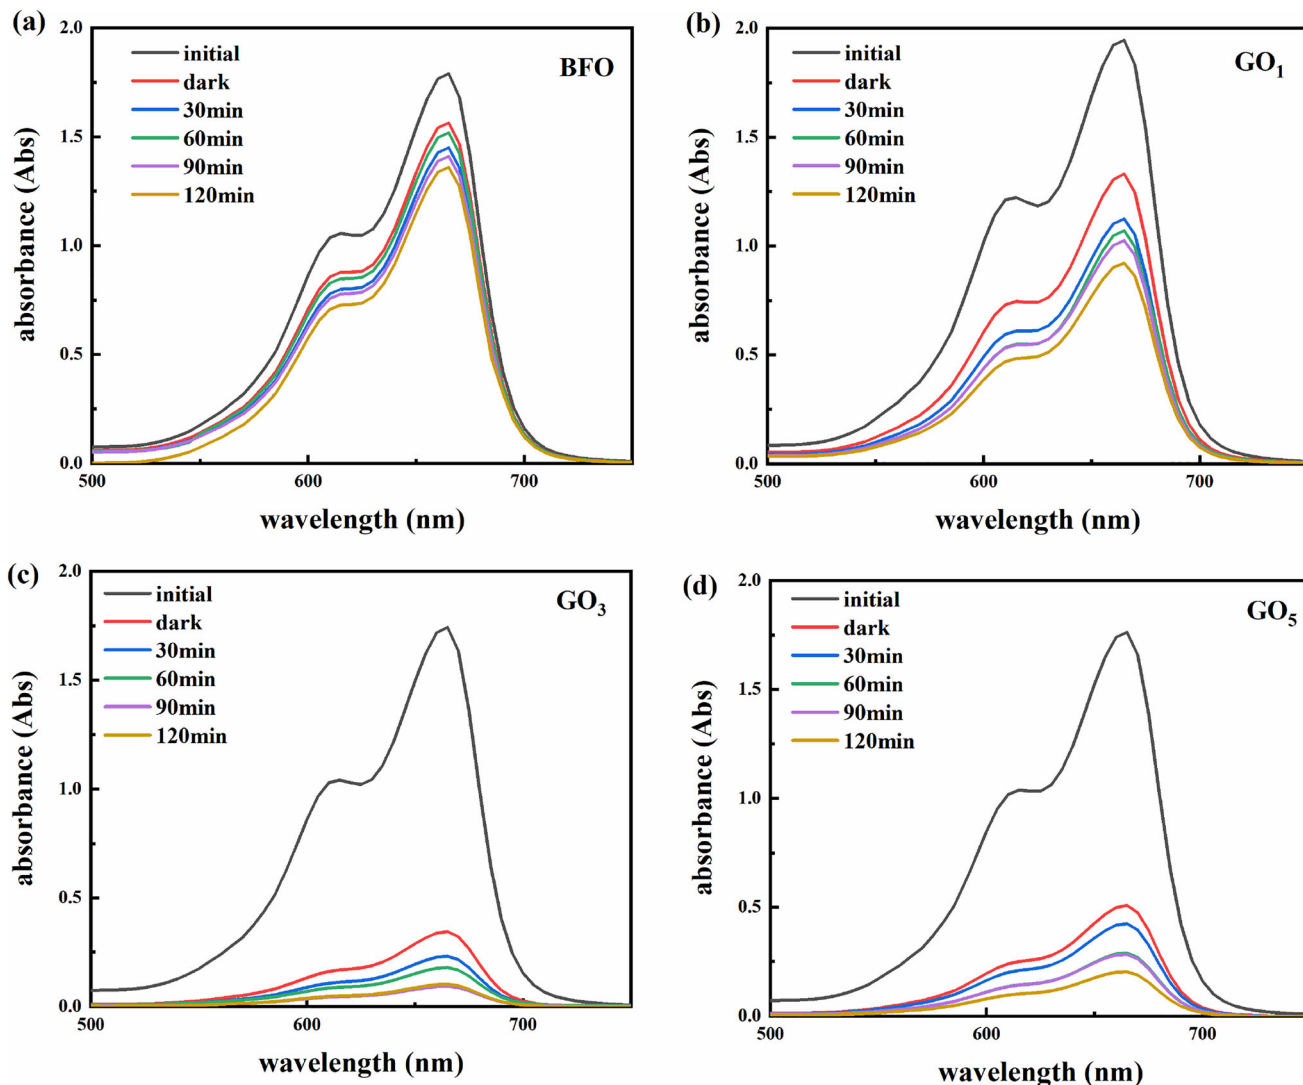 (a)
2.0
initial
BFO
dark
30min
1.5
60min
90min
120min
absorbance (Abs)
1.0
0.5
0.0
500
600
700
wavelength (nm)
(b)
2.0
initial
GO₁
dark
30min
1.5
60min
90min
120min
absorbance (Abs)
1.0
0.5
0.0
500
600
700
wavelength (nm)
(c)
2.0
initial
GO₃
dark
30min
60min
1.5
90min
120min
absorbance (Abs)
1.0
0.5
0.0
500
600
700
wavelength (nm)
(d)
2.0
initial
GO₅
dark
30min
60min
1.5
90min
120min
absorbance (Abs)
1.0
0.5
0.0
500
600
700
wavelength (nm)